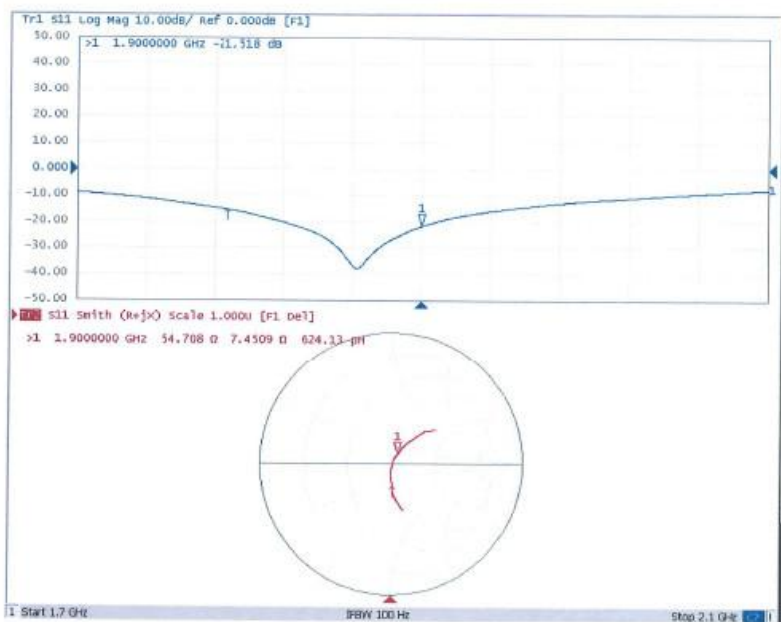 Tr1 S11 Log Mag 10.00dB/ Ref 0.000dB [F1]
50.00
>1 1.9000000 GHz -21.518 dB
40.00
30.00
20.00
10.00
0.000
-10.00
1
1
-20.00
-30.00
-40.00
-50.00
S11 Smith (R+jX) Scale 1.000U [F1 Del]
>1 1.9000000 GHz 54.708 Ω 7.4509 Ω 624.13 pH
1
1 Start 1.7 GHz IFBW 100 Hz Stop 2.1 GHz